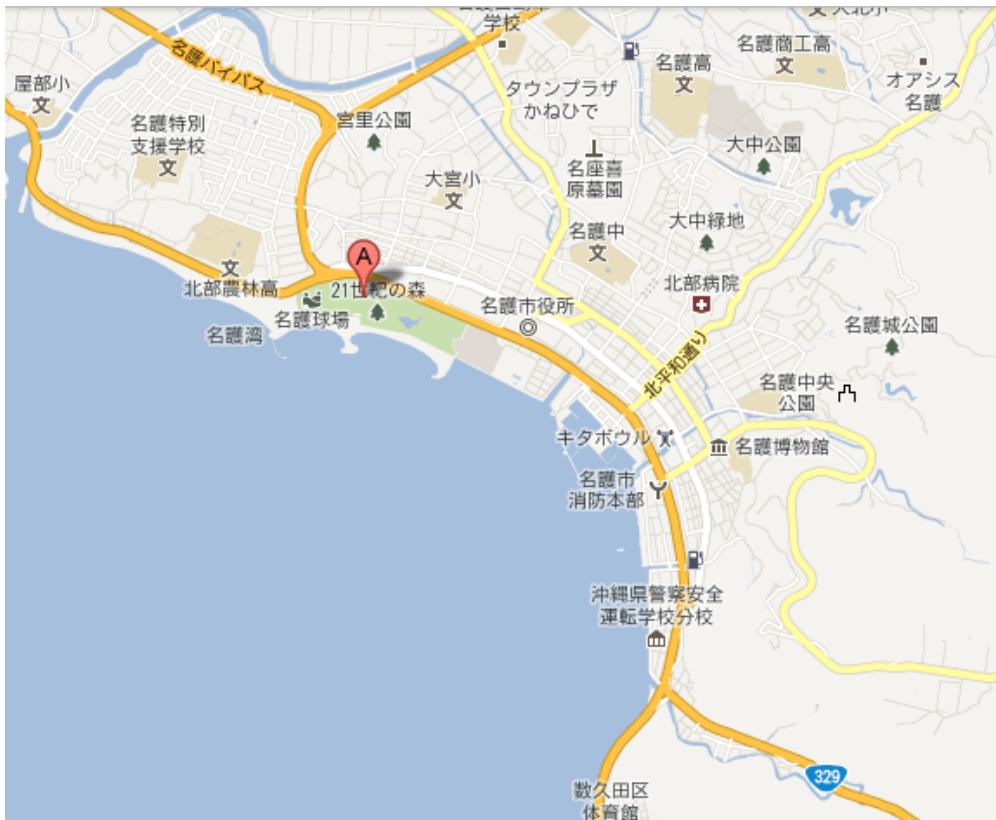 学校
大北小
名護商工高
名護バイパス
名護高
オアシス
名護
屋部小
タウンプラザ
かねひで
宮里公園
名護特別
支援学校
大中公園
名座喜
原墓園
大宮小
大中緑地
名護中
A
北部病院
北部農林高
21世紀の森
名護市役所
名護球場
名護湾
名護城公園
北平和通り
名護中央
公園
キタボウル
名護博物館
名護市
消防本部
沖縄県警察安全
運転学校分校
329
数久田区
体育館